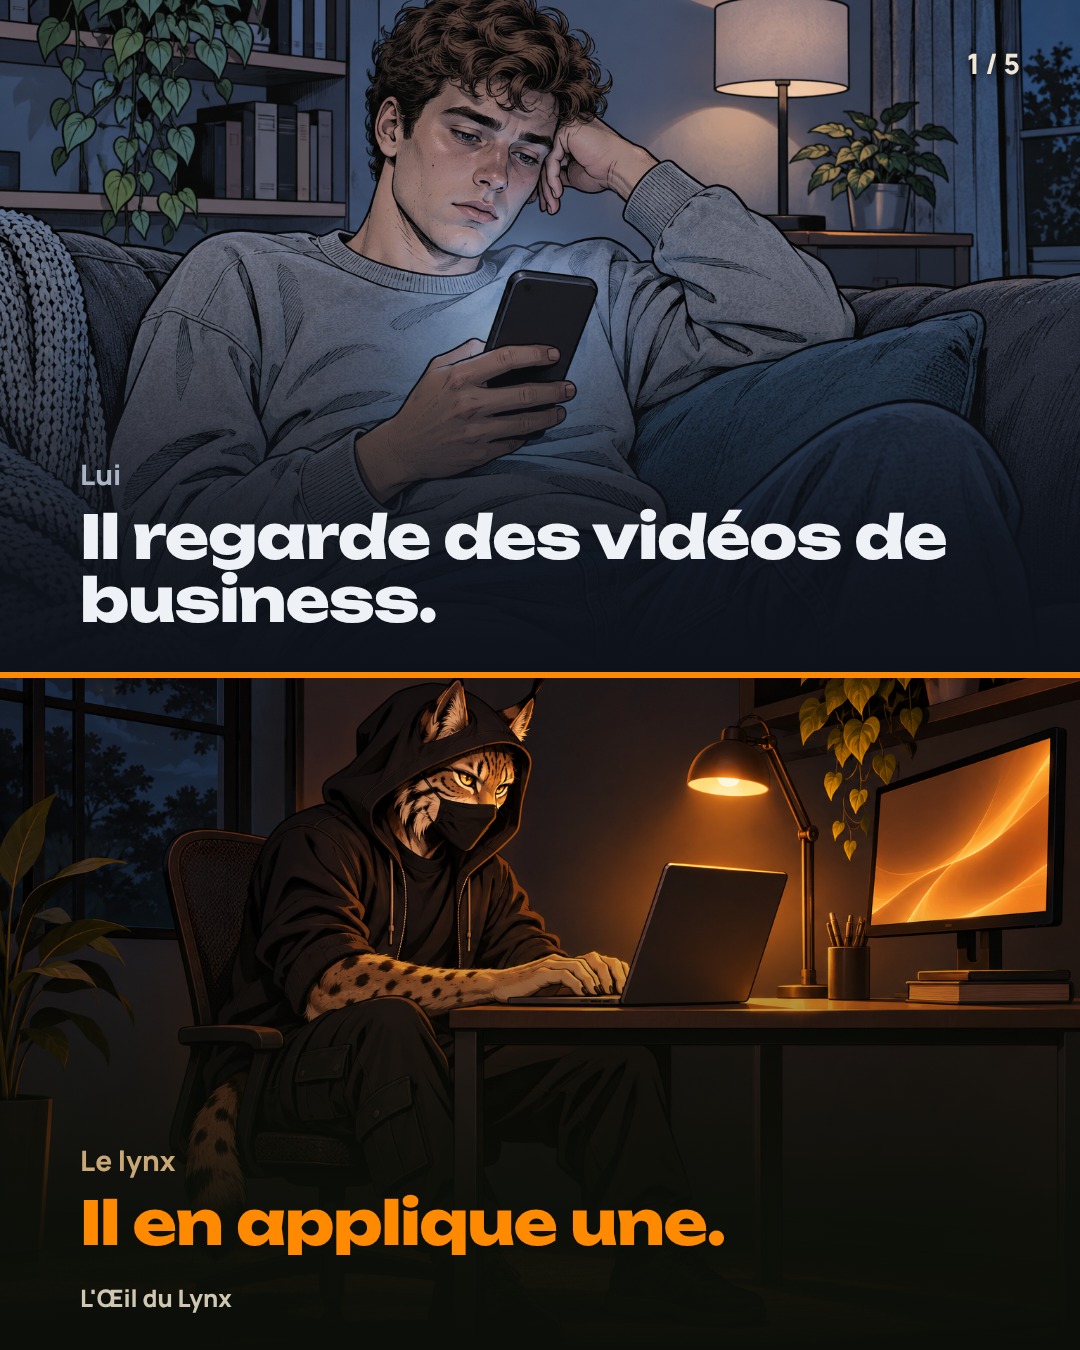 1 / 5
Lui
Il regarde des vidéos de
business.
Le lynx
Il en applique une.
L'Œil du Lynx